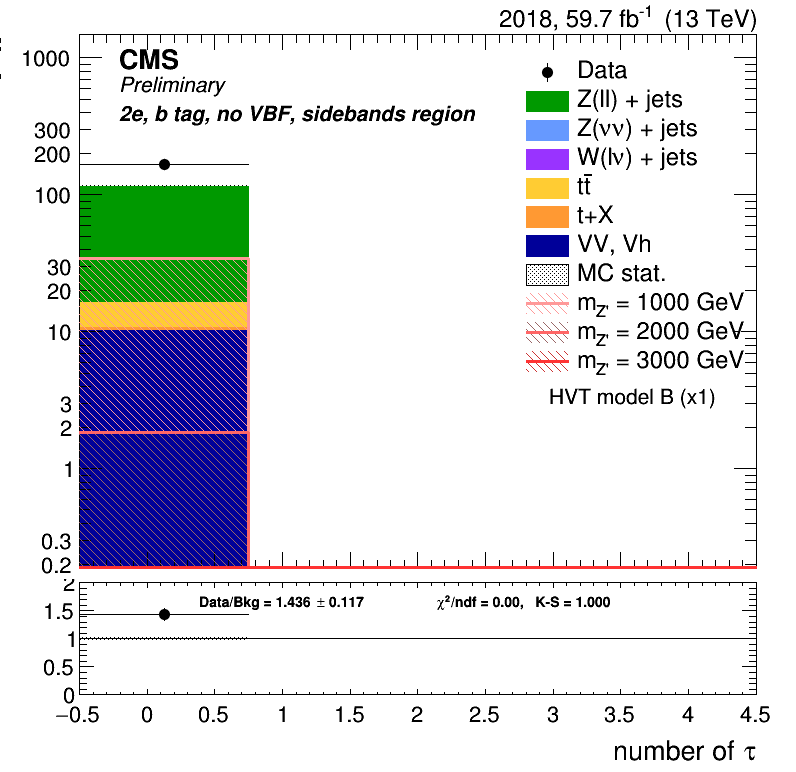 2018, 59.7 fb⁻¹ (13 TeV)
CMS
Preliminary
2e, b tag, no VBF, sidebands region
Data
Z(ll) + jets
Z(νν) + jets
W(lν) + jets
tt̄
t+X
VV, Vh
MC stat.
m_Z' = 1000 GeV
m_Z' = 2000 GeV
m_Z' = 3000 GeV
HVT model B (x1)
1000
300
200
100
30
20
10
3
2
1
0.3
0.2
Data/Bkg = 1.436 ± 0.117 χ²/ndf = 0.00, K-S = 1.000
2
1.5
1
0.5
0
−0.5 0 0.5 1 1.5 2 2.5 3 3.5 4 4.5
number of τ